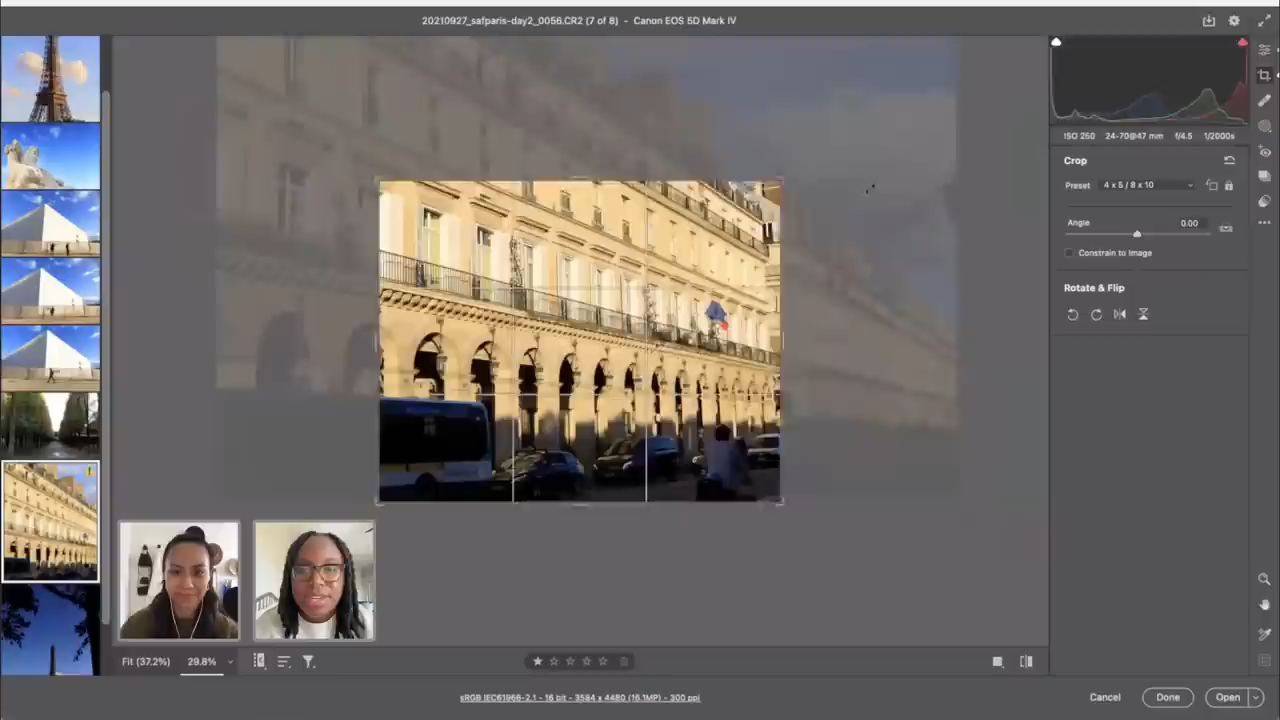 20210927_safparis-day2_0056.CR2 (7 of 8) - Canon EOS 5D Mark IV
ISO 250 24-70@47 mm f/4.5 1/2000s
Crop
Preset 4 x 5 / 8 x 10
Angle 0.00
Constrain to Image
Rotate & Flip
Fit (37.2%) 29.8%
sRGB IEC61966-2.1 - 16 bit - 3584 x 4480 (16.1MP) - 300 ppi
Cancel Done Open